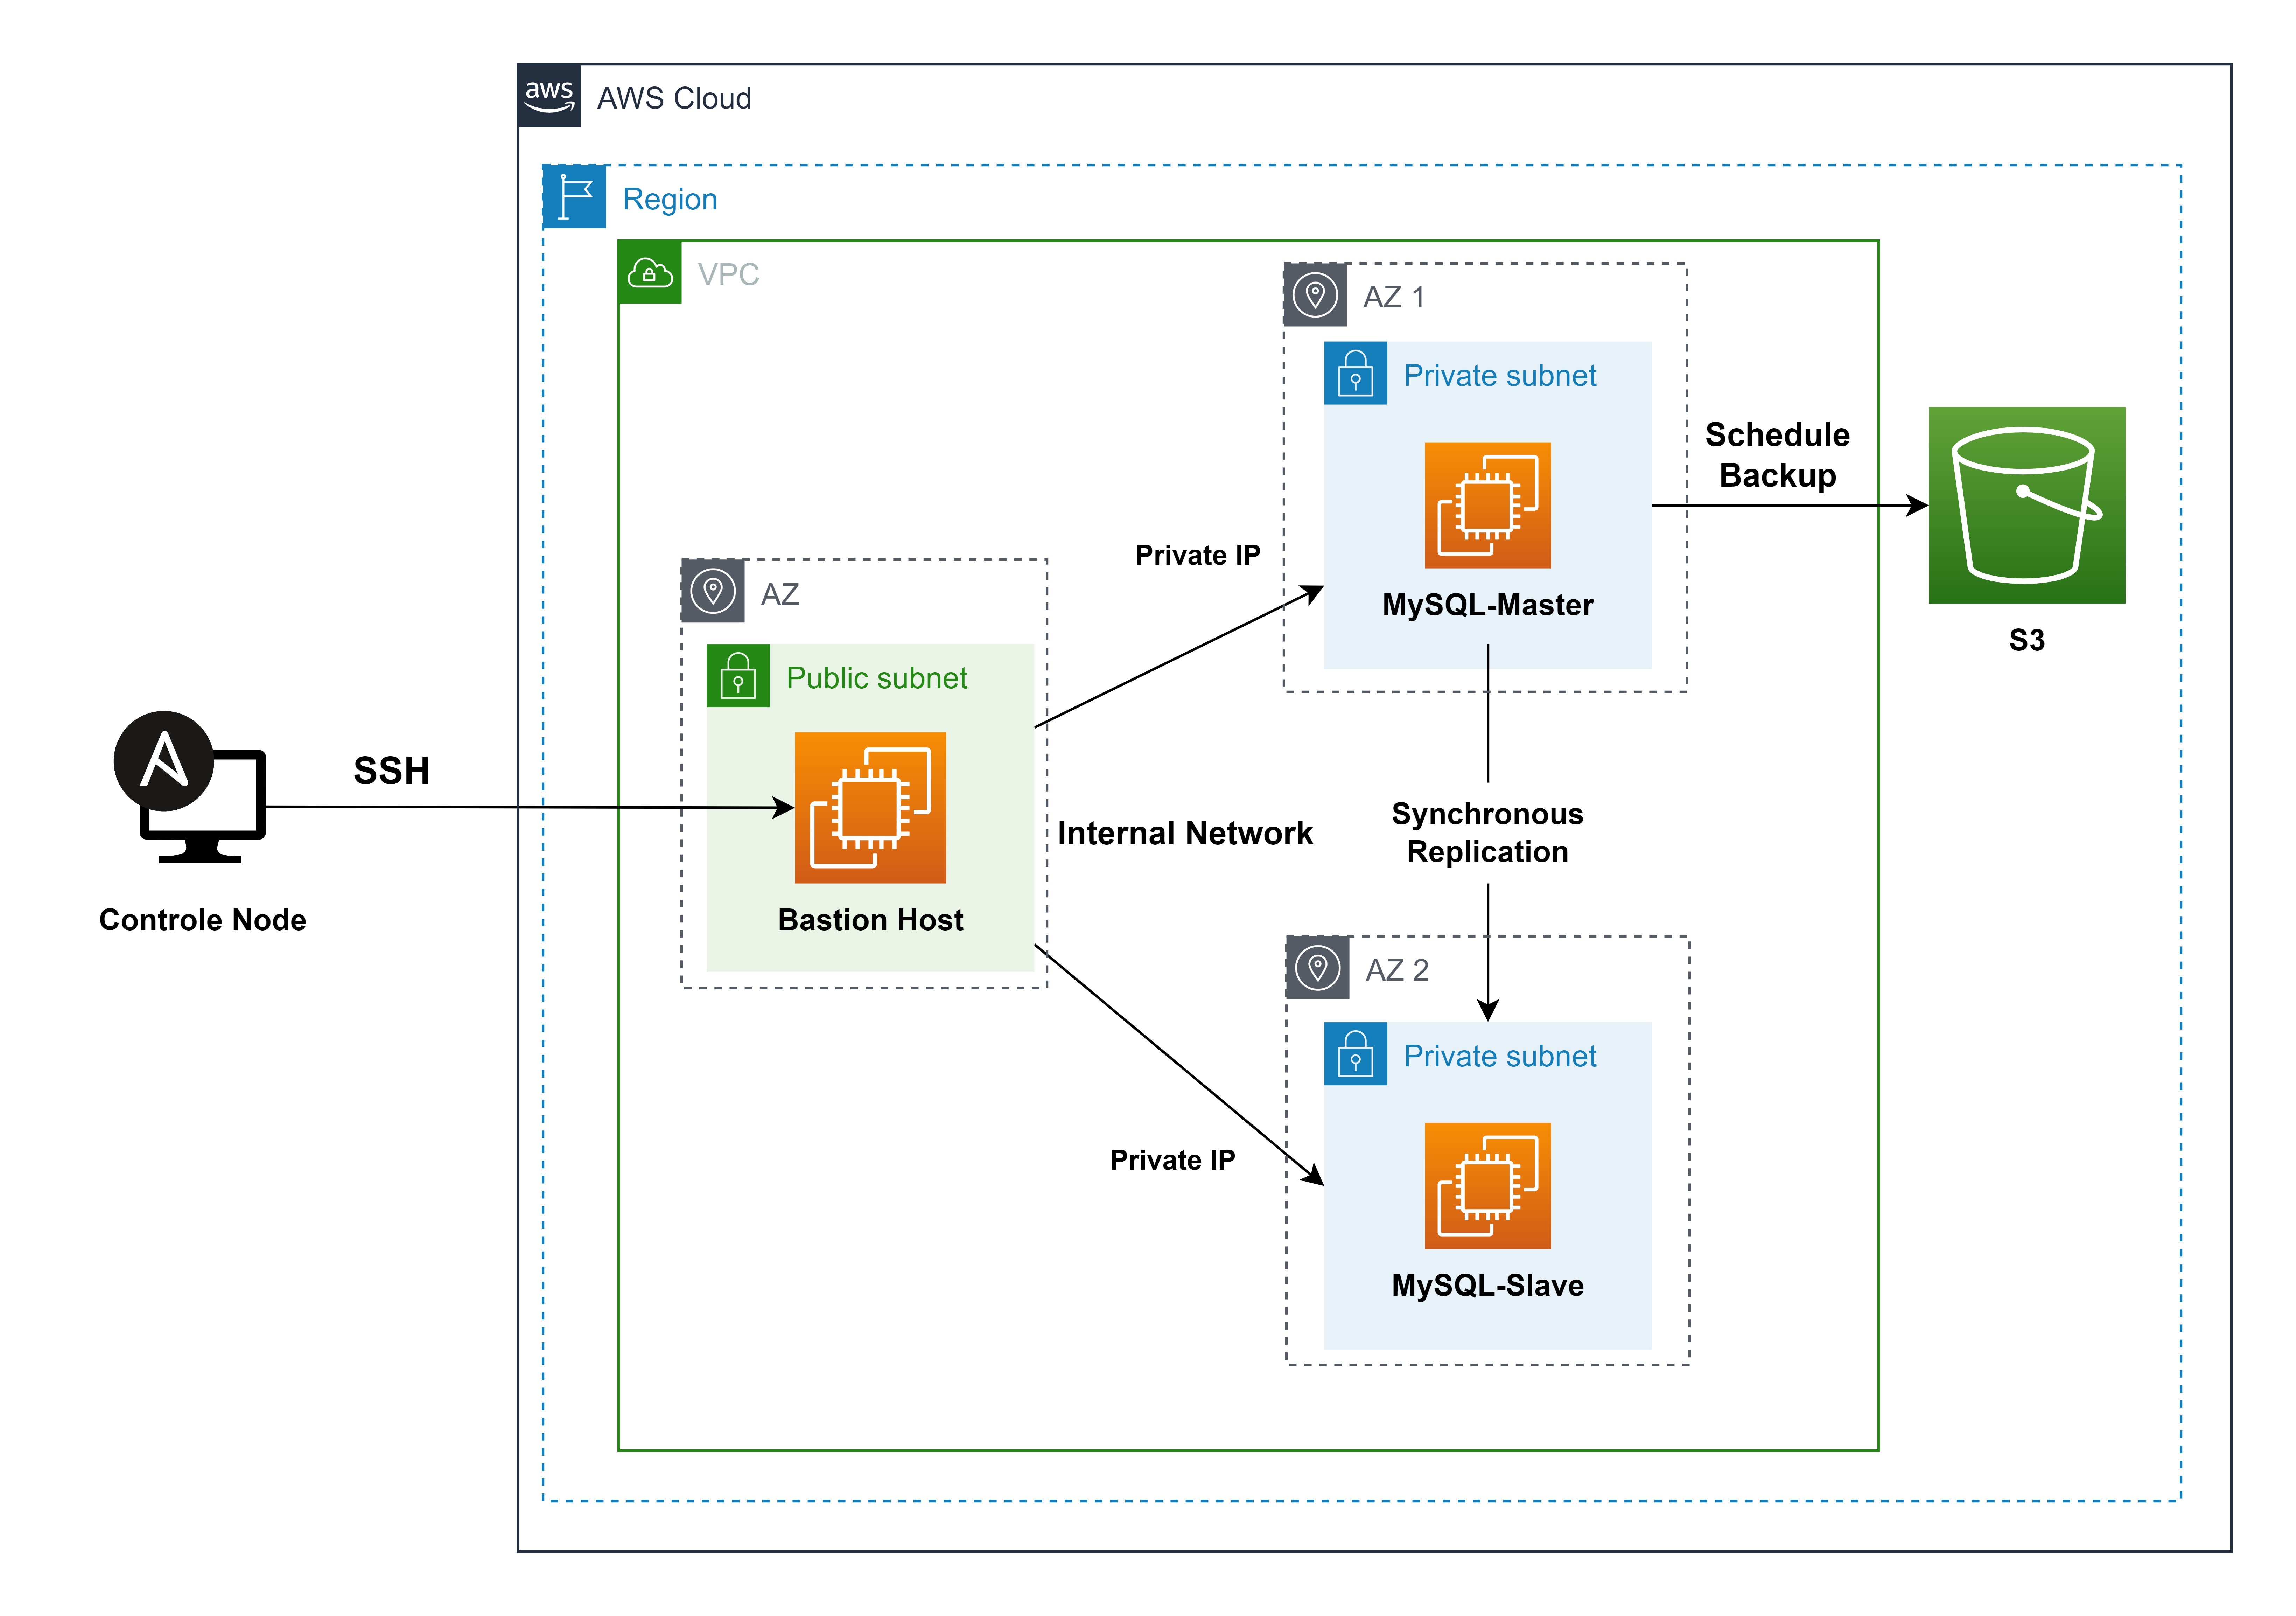 aws
AWS Cloud
Region
VPC
AZ 1
Private subnet
MySQL-Master
Schedule
Backup
S3
Private IP
AZ
Public subnet
Bastion Host
SSH
Controle Node
Internal Network
Synchronous
Replication
AZ 2
Private subnet
Private IP
MySQL-Slave